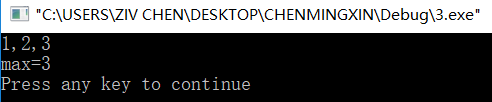 "C:\USERS\ZIV CHEN\DESKTOP\CHENMINGXIN\Debug\3.exe"
1,2,3
max=3
Press any key to continue